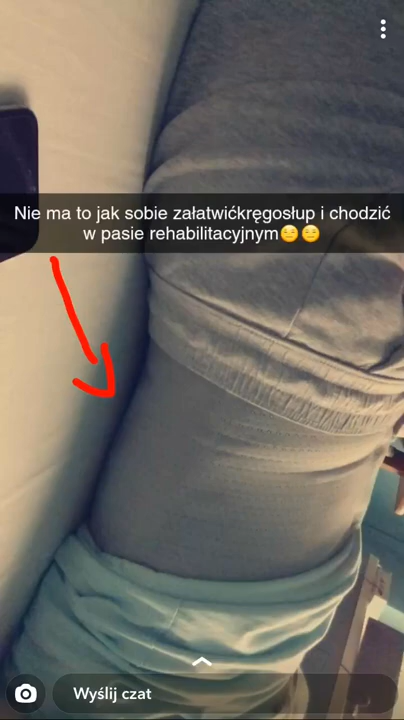 Nie ma to jak sobie załatwićkręgosłup i chodzić
w pasie rehabilitacyjnym😑😑
Wyślij czat